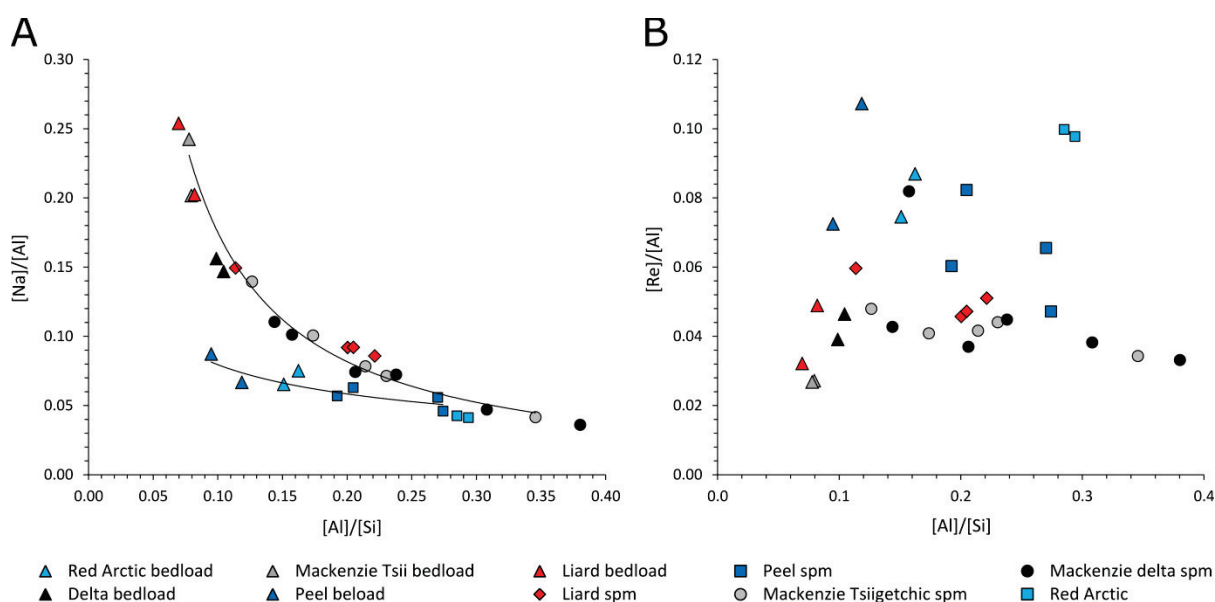 A
B
0.30
0.25
0.20
0.15
0.10
0.05
0.00
[Na]/[Al]
0.00 0.05 0.10 0.15 0.20 0.25 0.30 0.35 0.40
[Al]/[Si]
0.12
0.10
0.08
0.06
0.04
0.02
0.00
[Re]/[Al]
0.0 0.1 0.2 0.3 0.4
[Al]/[Si]
Red Arctic bedload Mackenzie Tsii bedload Liard bedload Peel spm Mackenzie delta spm
Delta bedload Peel beload Liard spm Mackenzie Tsiigetchic spm Red Arctic